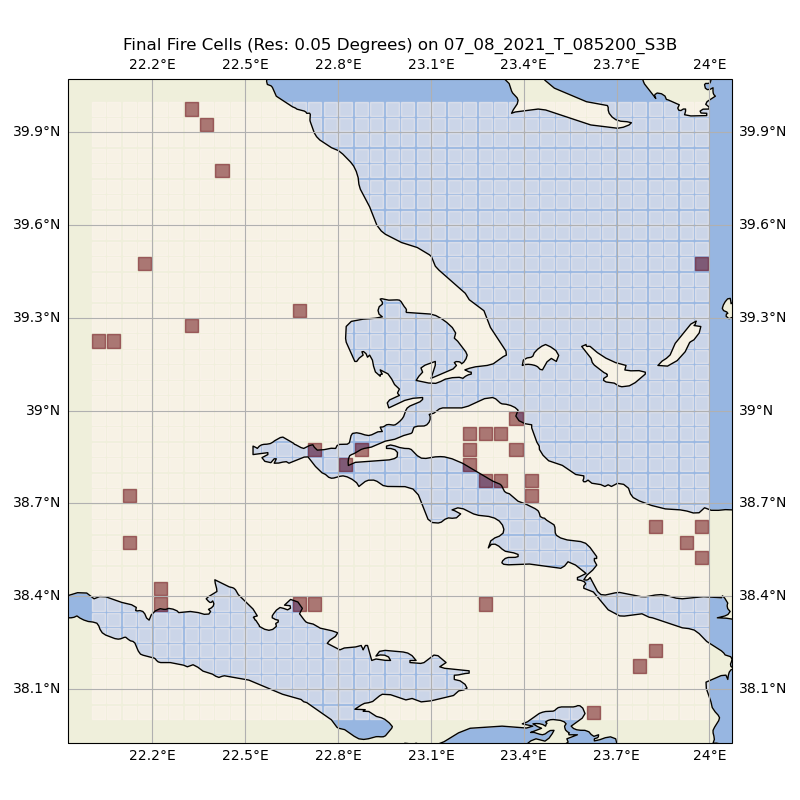 Final Fire Cells (Res: 0.05 Degrees) on 07_08_2021_T_085200_S3B
22.2°E 22.5°E 22.8°E 23.1°E 23.4°E 23.7°E 24°E
39.9°N 39.9°N
39.6°N 39.6°N
39.3°N 39.3°N
39°N 39°N
38.7°N 38.7°N
38.4°N 38.4°N
38.1°N 38.1°N
22.2°E 22.5°E 22.8°E 23.1°E 23.4°E 23.7°E 24°E